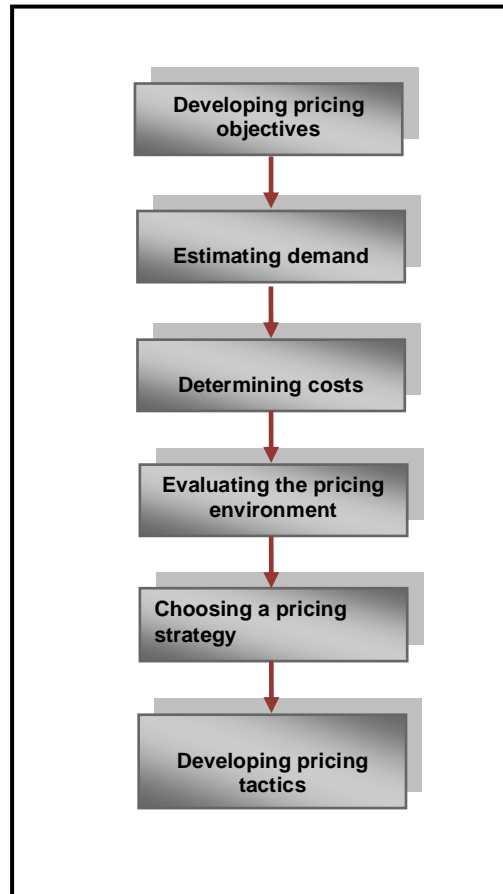 Developing pricing
objectives
Estimating demand
Determining costs
Evaluating the pricing
environment
Choosing a pricing
strategy
Developing pricing
tactics